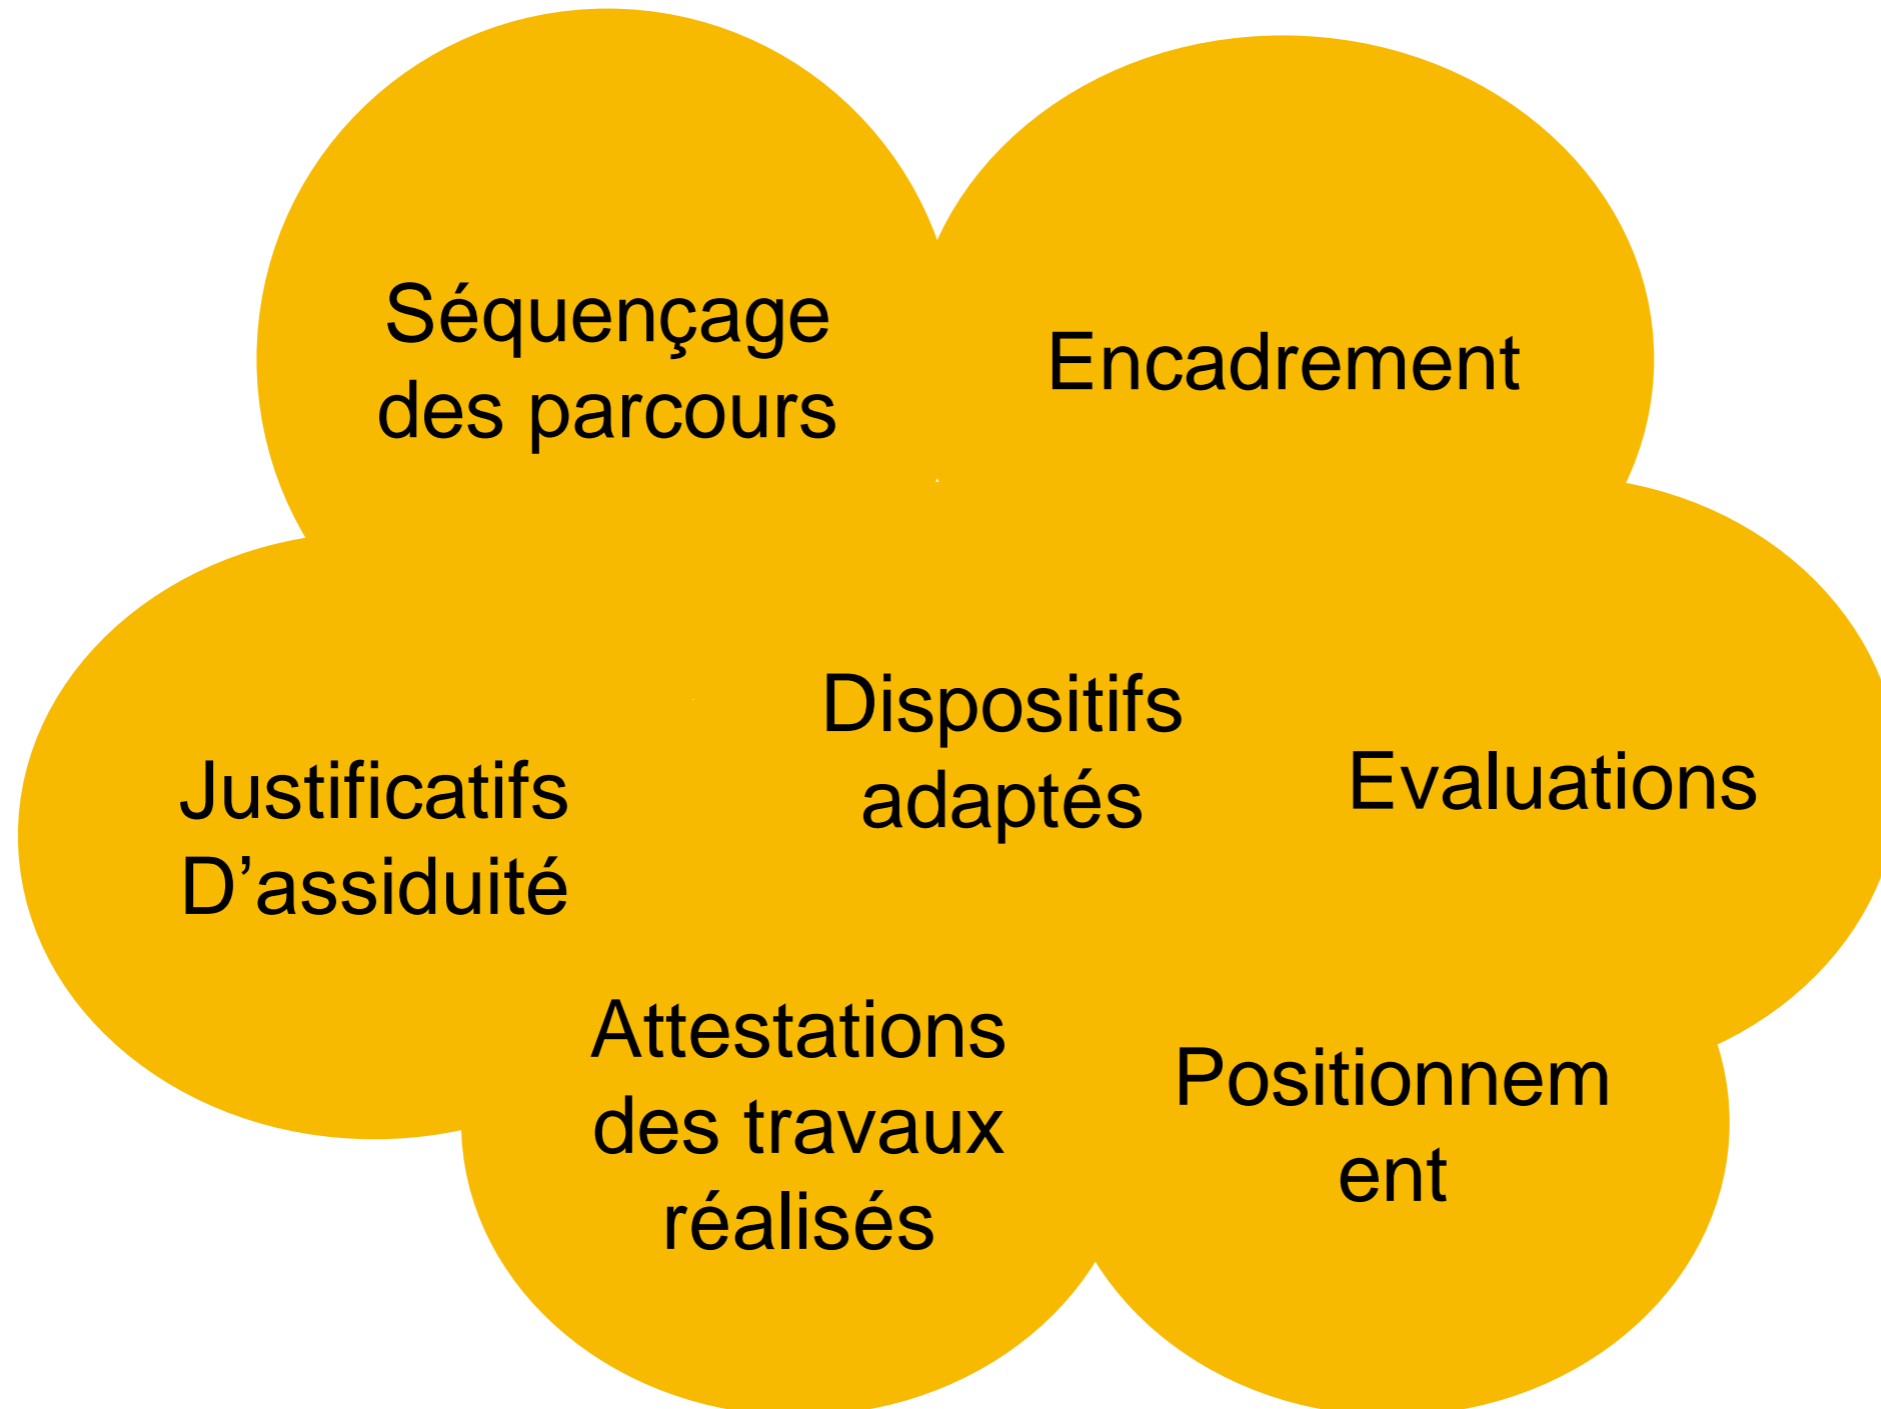 Séquençage
des parcours
Encadrement
Dispositifs
adaptés
Evaluations
Justificatifs
D’assiduité
Attestations
des travaux
réalisés
Positionnem
ent